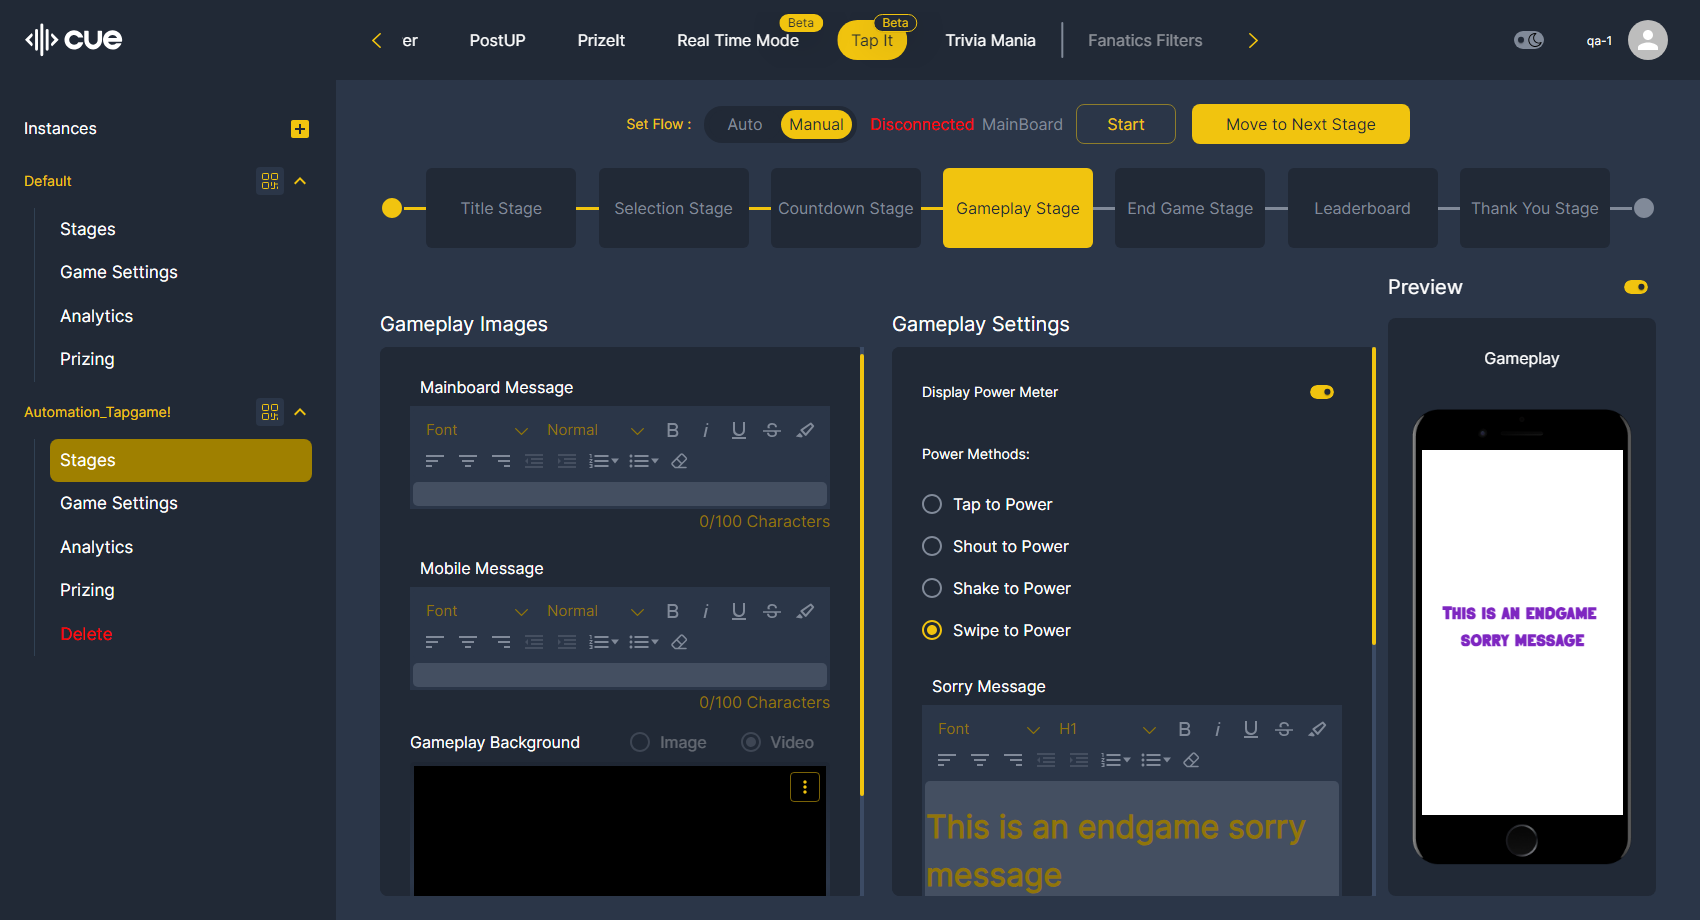 cue
er
PostUP
PrizeIt
Real Time Mode
Beta
Tap It
Beta
Trivia Mania
Fanatics Filters
qa-1
Instances
Default
Stages
Game Settings
Analytics
Prizing
Automation_Tapgame!
Stages
Game Settings
Analytics
Prizing
Delete
Set Flow :
Auto
Manual
Disconnected MainBoard
Start
Move to Next Stage
Title Stage
Selection Stage
Countdown Stage
Gameplay Stage
End Game Stage
Leaderboard
Thank You Stage
Gameplay Images
Mainboard Message
Font
Normal
B
i
U
S
0/100 Characters
Mobile Message
Font
Normal
B
i
U
S
0/100 Characters
Gameplay Background
Image
Video
Gameplay Settings
Display Power Meter
Power Methods:
Tap to Power
Shout to Power
Shake to Power
Swipe to Power
Sorry Message
Font
H1
B
i
U
S
This is an endgame sorry
message
Preview
Gameplay
This is an endgame
sorry message